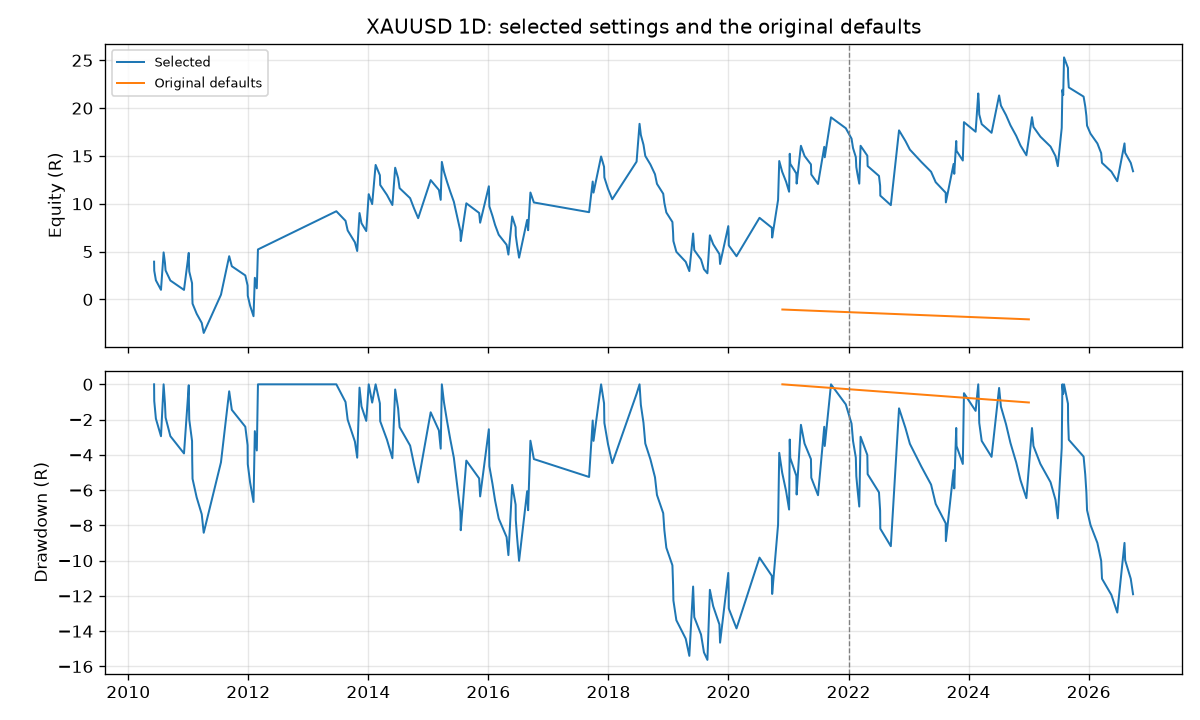 XAUUSD 1D: selected settings and the original defaults
Selected
Original defaults
Equity (R)
25
20
15
10
5
0
Drawdown (R)
0
−2
−4
−6
−8
−10
−12
−14
−16
2010 2012 2014 2016 2018 2020 2022 2024 2026